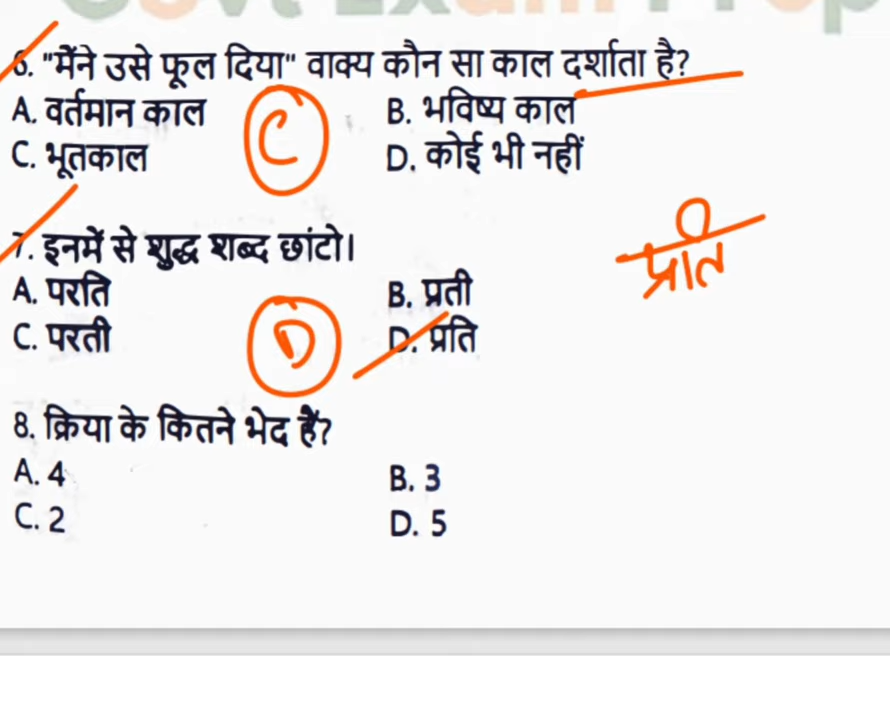 6. "मैंने उसे फूल दिया" वाक्य कौन सा काल दर्शाता है?
A. वर्तमान काल B. भविष्य काल
C. भूतकाल D. कोई भी नहीं
C
7. इनमें से शुद्ध शब्द छांटो।
प्रति
A. परति B. प्रती
C. परती D. प्रति
D
8. क्रिया के कितने भेद हैं?
A. 4 B. 3
C. 2 D. 5